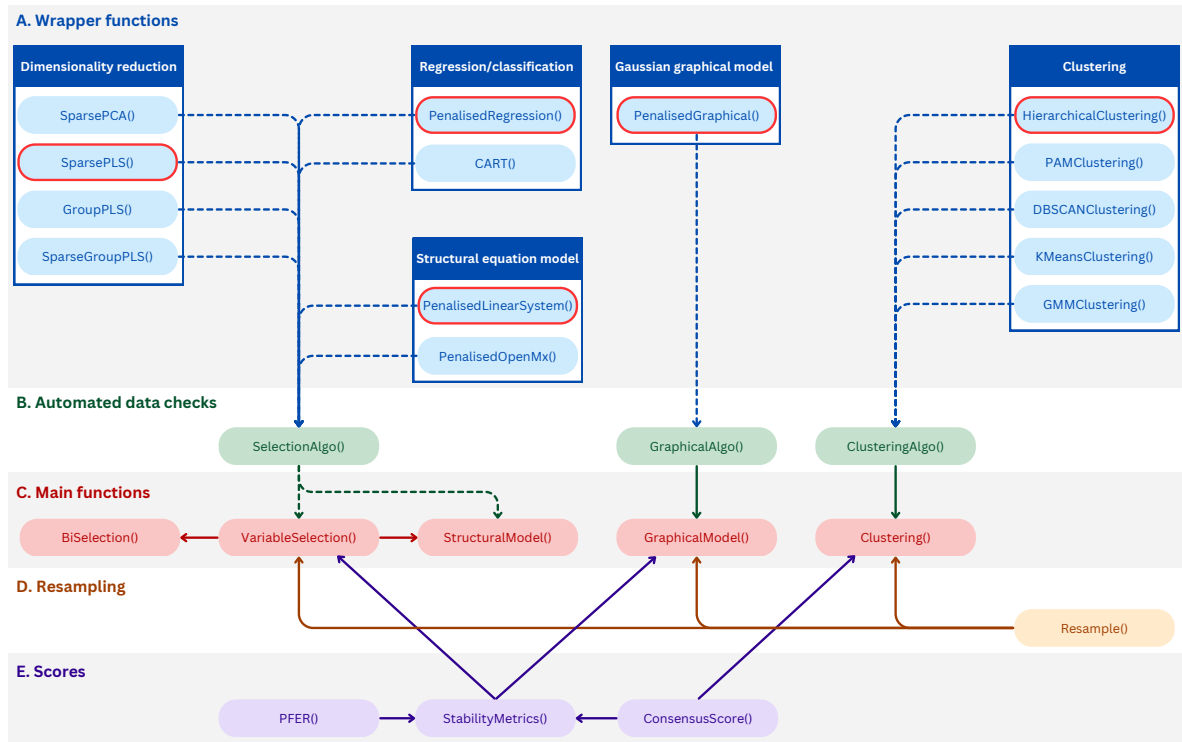 A. Wrapper functions
Dimensionality reduction
SparsePCA()
SparsePLS()
GroupPLS()
SparseGroupPLS()
Regression/classification
PenalisedRegression()
CART()
Structural equation model
PenalisedLinearSystem()
PenalisedOpenMx()
Gaussian graphical model
PenalisedGraphical()
Clustering
HierarchicalClustering()
PAMClustering()
DBSCANClustering()
KMeansClustering()
GMMClustering()
B. Automated data checks
SelectionAlgo()
GraphicalAlgo()
ClusteringAlgo()
C. Main functions
BiSelection()
VariableSelection()
StructuralModel()
GraphicalModel()
Clustering()
D. Resampling
Resample()
E. Scores
PFER()
StabilityMetrics()
ConsensusScore()